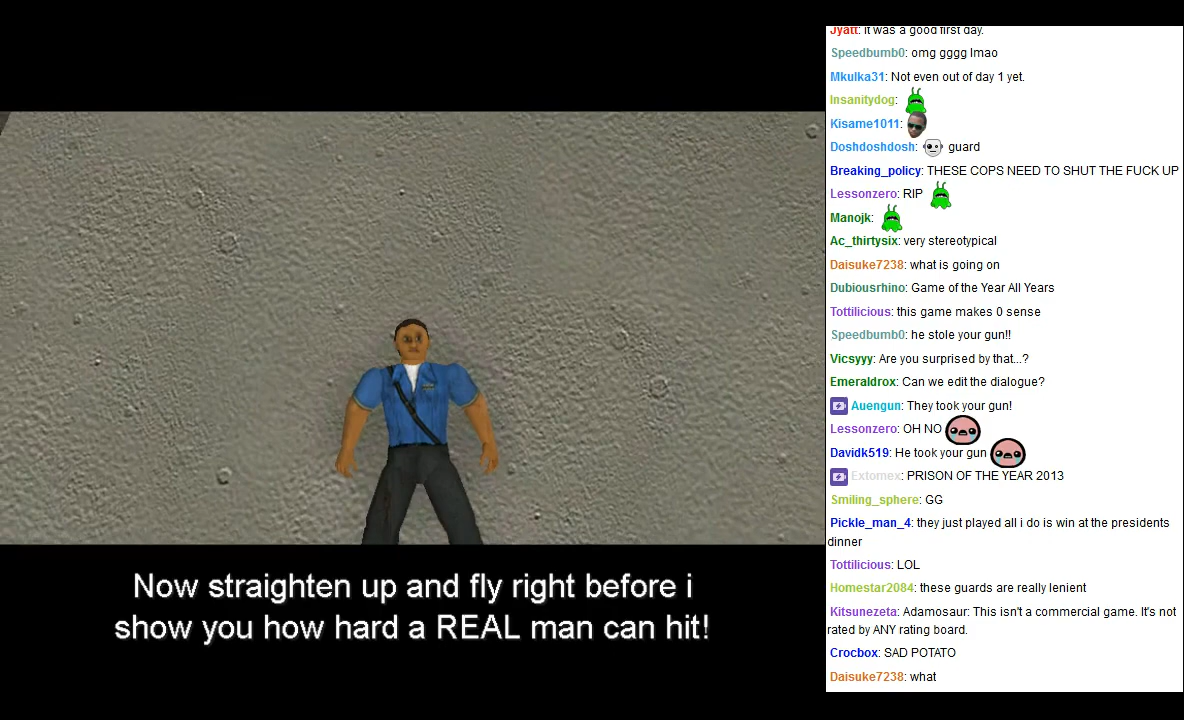 Jyatt: it was a good first day.
Speedbumb0: omg gggg lmao
Mkulka31: Not even out of day 1 yet.
Insanitydog:
Kisame1011:
Doshdoshdosh: guard
Breaking_policy: THESE COPS NEED TO SHUT THE FUCK UP
Lessonzero: RIP
Manojk:
Ac_thirtysix: very stereotypical
Daisuke7238: what is going on
Dubiousrhino: Game of the Year All Years
Tottilicious: this game makes 0 sense
Speedbumb0: he stole your gun!!
Vicsyyy: Are you surprised by that...?
Emeraldrox: Can we edit the dialogue?
Auengun: They took your gun!
Lessonzero: OH NO
Davidk519: He took your gun
Extomex: PRISON OF THE YEAR 2013
Smiling_sphere: GG
Pickle_man_4: they just played all i do is win at the presidents
dinner
Tottilicious: LOL
Homestar2084: these guards are really lenient
Kitsunezeta: Adamosaur: This isn't a commercial game. It's not
rated by ANY rating board.
Crocbox: SAD POTATO
Daisuke7238: what
Now straighten up and fly right before i
show you how hard a REAL man can hit!